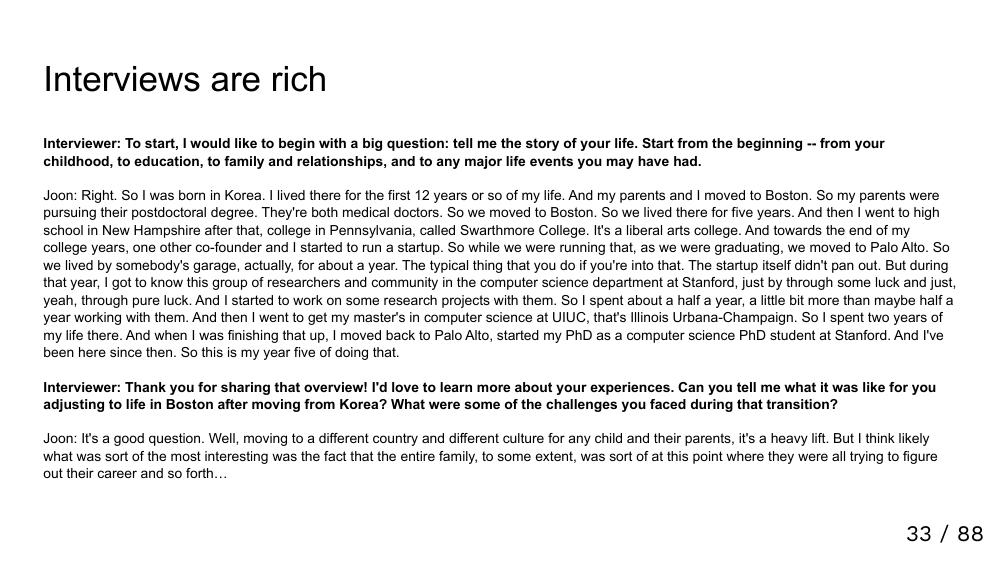 Interviews are rich
Interviewer: To start, I would like to begin with a big question: tell me the story of your life. Start from the beginning -- from your
childhood, to education, to family and relationships, and to any major life events you may have had.
Joon: Right. So I was born in Korea. I lived there for the first 12 years or so of my life. And my parents and I moved to Boston. So my parents were
pursuing their postdoctoral degree. They're both medical doctors. So we moved to Boston. So we lived there for five years. And then I went to high
school in New Hampshire after that, college in Pennsylvania, called Swarthmore College. It's a liberal arts college. And towards the end of my
college years, one other co-founder and I started to run a startup. So while we were running that, as we were graduating, we moved to Palo Alto. So
we lived by somebody's garage, actually, for about a year. The typical thing that you do if you're into that. The startup itself didn't pan out. But during
that year, I got to know this group of researchers and community in the computer science department at Stanford, just by through some luck and just,
yeah, through pure luck. And I started to work on some research projects with them. So I spent about a half a year, a little bit more than maybe half a
year working with them. And then I went to get my master's in computer science at UIUC, that's Illinois Urbana-Champaign. So I spent two years of
my life there. And when I was finishing that up, I moved back to Palo Alto, started my PhD as a computer science PhD student at Stanford. And I've
been here since then. So this is my year five of doing that.
Interviewer: Thank you for sharing that overview! I'd love to learn more about your experiences. Can you tell me what it was like for you
adjusting to life in Boston after moving from Korea? What were some of the challenges you faced during that transition?
Joon: It's a good question. Well, moving to a different country and different culture for any child and their parents, it's a heavy lift. But I think likely
what was sort of the most interesting was the fact that the entire family, to some extent, was sort of at this point where they were all trying to figure
out their career and so forth…
33 / 88